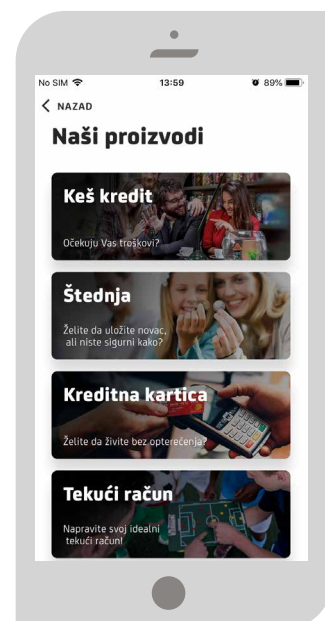 No SIM 13:59 89%
NAZAD
Naši proizvodi
Keš kredit
Očekuju Vas troškovi?
Štednja
Želite da uložite novac,
ali niste sigurni kako?
Kreditna kartica
Želite da živite bez opterećenja?
Tekući račun
Napravite svoj idealni
tekući račun!